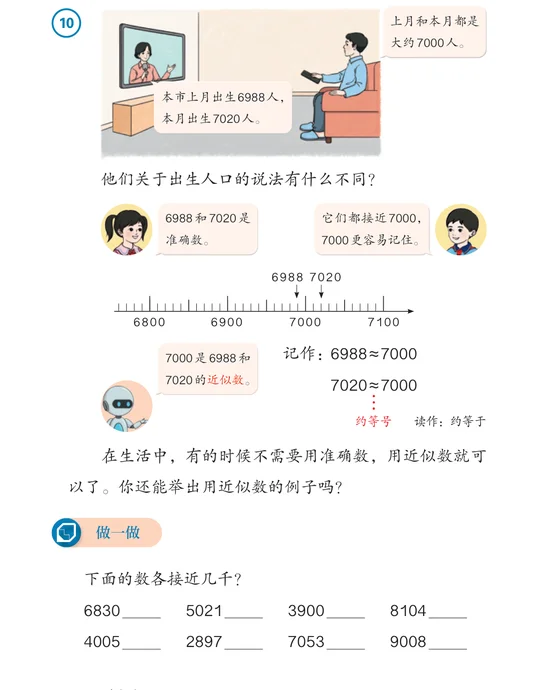 10
上月和本月都是
大约7000人。
本市上月出生6988人，
本月出生7020人。
他们关于出生人口的说法有什么不同？
6988和7020是
准确数。
它们都接近7000，
7000更容易记住。
6988 7020
6800 6900 7000 7100
7000是6988和
7020的近似数。
记作：6988≈7000
7020≈7000
约等号 读作：约等于
在生活中，有的时候不需要用准确数，用近似数就可
以了。你还能举出用近似数的例子吗？
做一做
下面的数各接近几千？
6830_____ 5021_____ 3900_____ 8104_____
4005_____ 2897_____ 7053_____ 9008_____